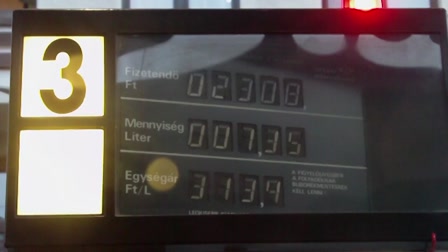 3
Fizetendő
Ft
02308
Mennyiség
Liter
007,35
Egységár
Ft/L
313,9